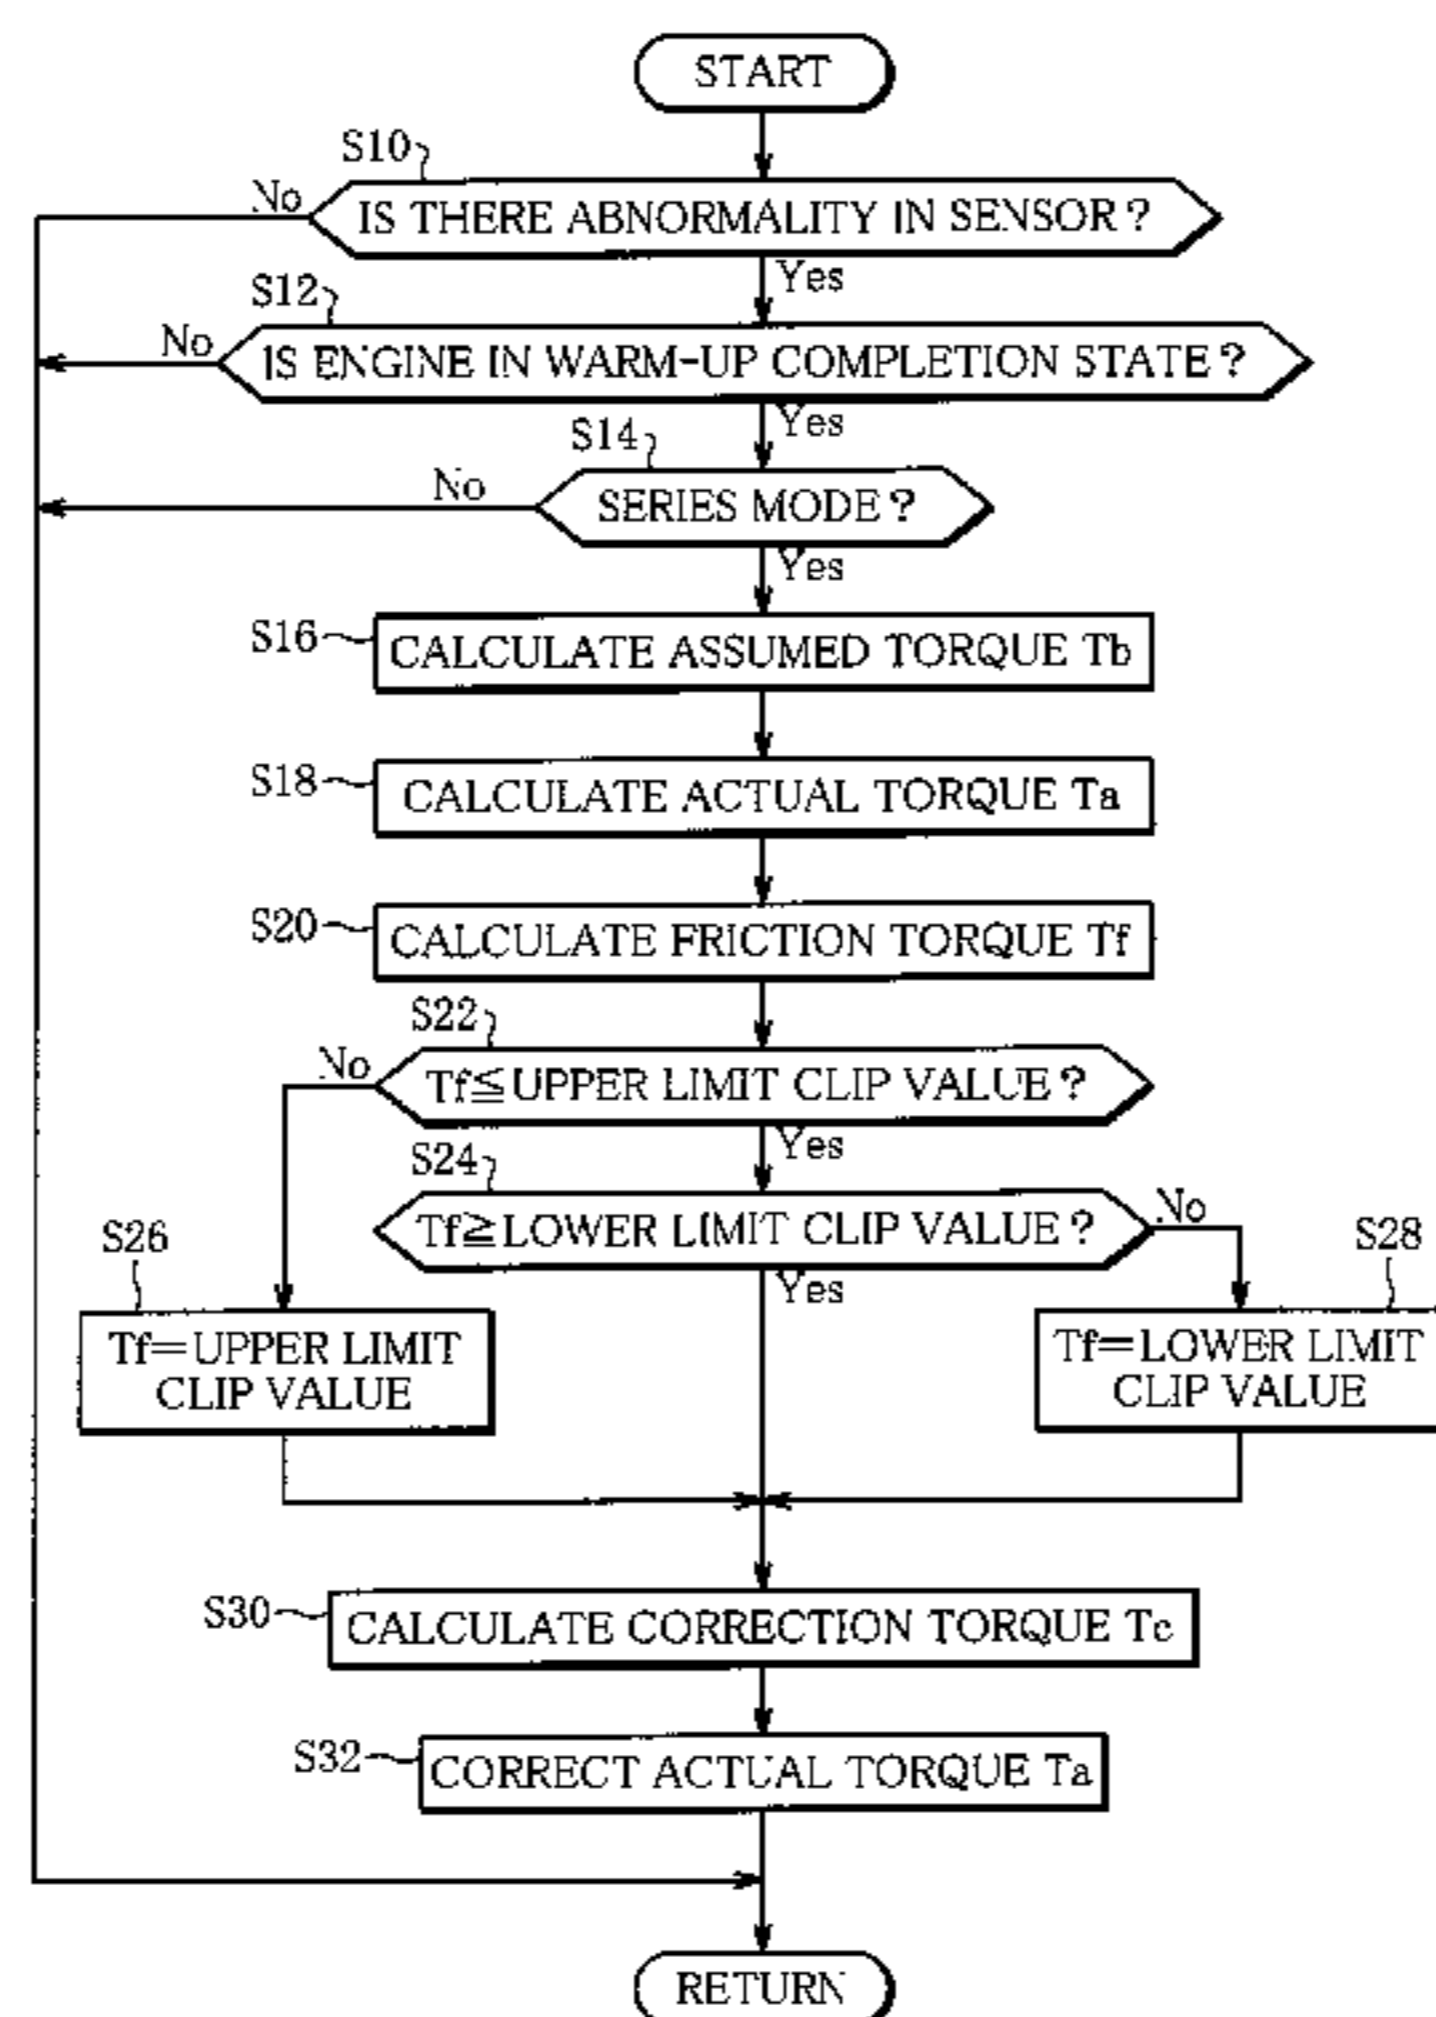 START
S10
No
IS THERE ABNORMALITY IN SENSOR?
Yes
S12
No
IS ENGINE IN WARM-UP COMPLETION STATE?
Yes
S14
No
SERIES MODE?
Yes
S16
CALCULATE ASSUMED TORQUE Tb
S18
CALCULATE ACTUAL TORQUE Ta
S20
CALCULATE FRICTION TORQUE Tf
S22
No
Tf≦UPPER LIMIT CLIP VALUE?
Yes
S24
Tf≧LOWER LIMIT CLIP VALUE?
No
Yes
S26
Tf=UPPER LIMIT
CLIP VALUE
S28
Tf=LOWER LIMIT
CLIP VALUE
S30
CALCULATE CORRECTION TORQUE Tc
S32
CORRECT ACTUAL TORQUE Ta
RETURN